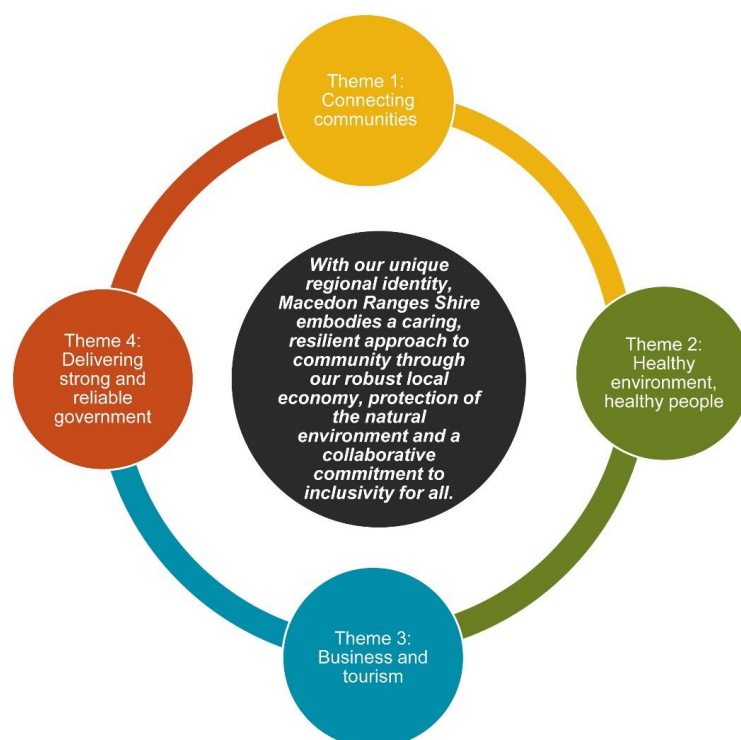 Theme 1:
Connecting
communities
With our unique
regional identity,
Macedon Ranges Shire
embodies a caring,
resilient approach to
community through
our robust local
economy, protection of
the natural
environment and a
collaborative
commitment to
inclusivity for all.
Theme 2:
Healthy
environment,
healthy people
Theme 3:
Business and
tourism
Theme 4:
Delivering
strong and
reliable
government